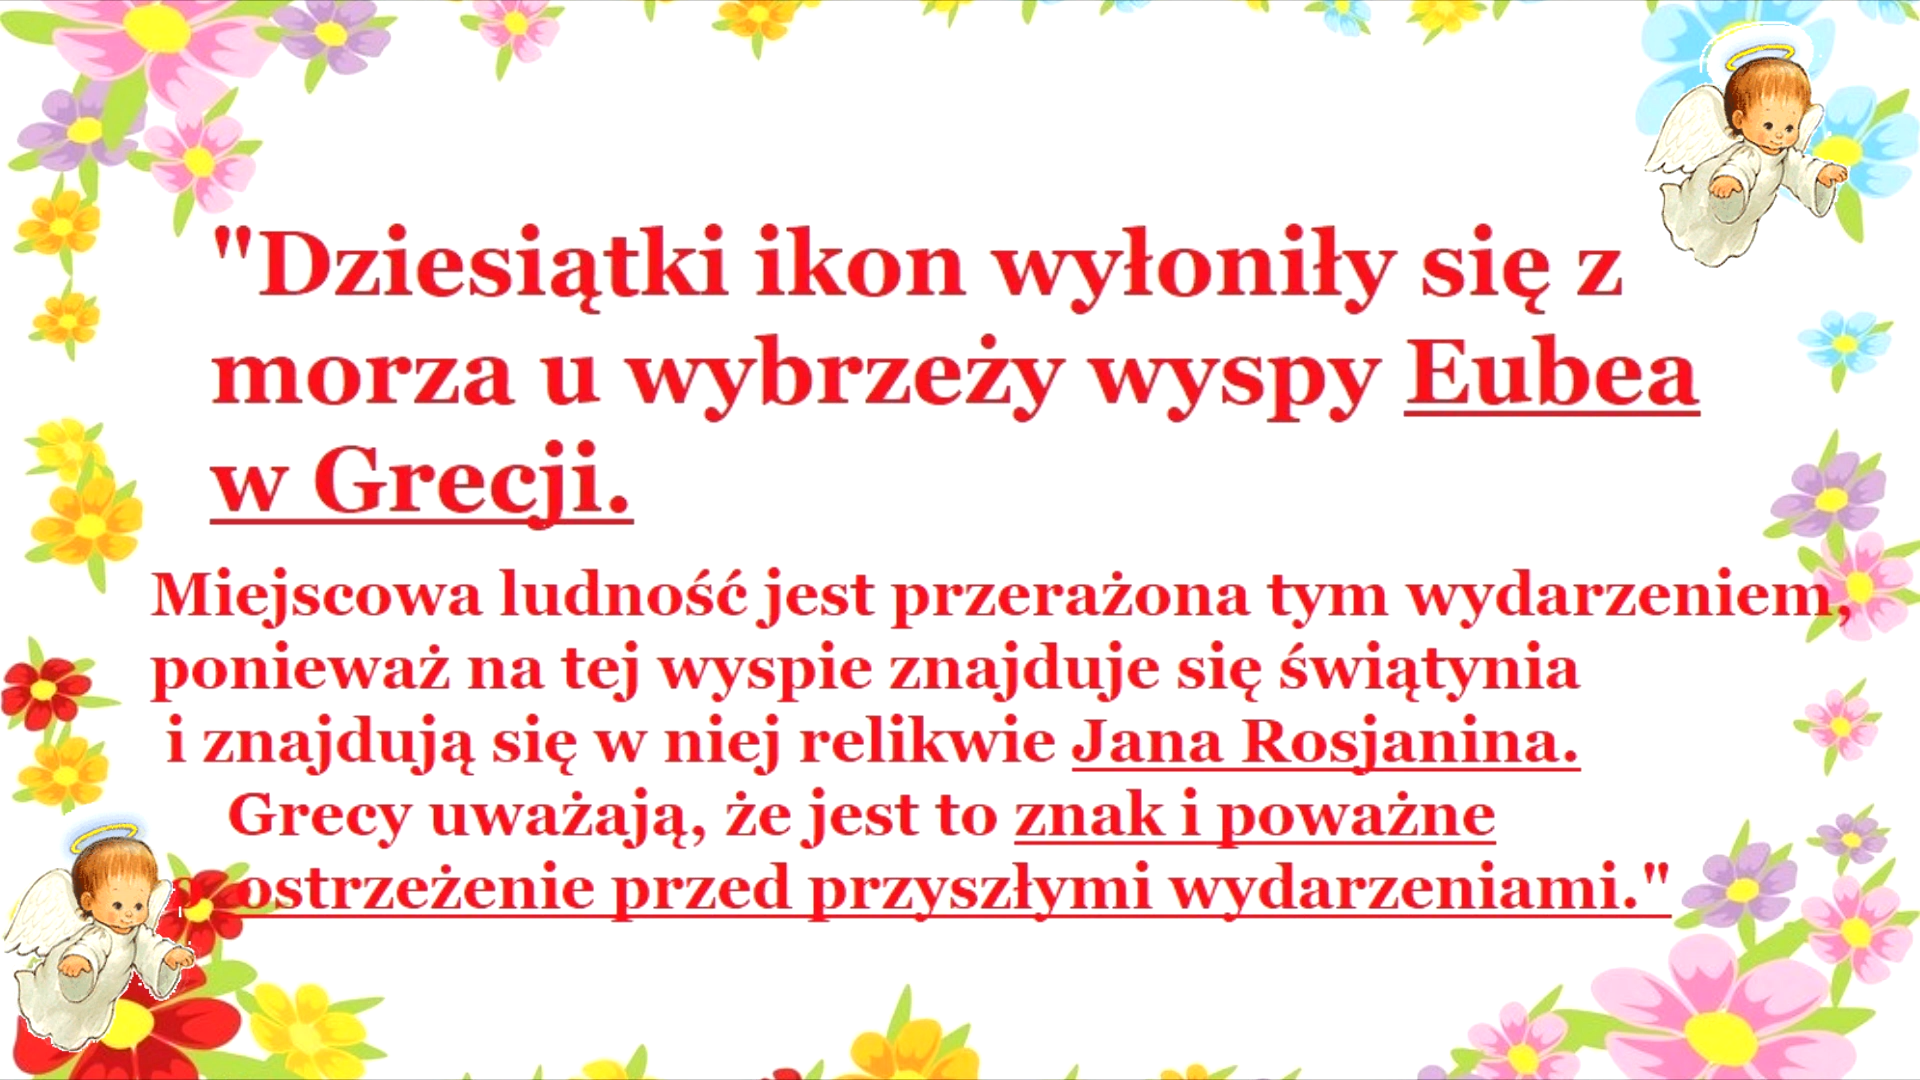 "Dziesiątki ikon wyłoniły się z
morza u wybrzeży wyspy Eubea
w Grecji.
Miejscowa ludność jest przerażona tym wydarzeniem,
ponieważ na tej wyspie znajduje się świątynia
i znajdują się w niej relikwie Jana Rosjanina.
Grecy uważają, że jest to znak i poważne
ostrzeżenie przed przyszłymi wydarzeniami."